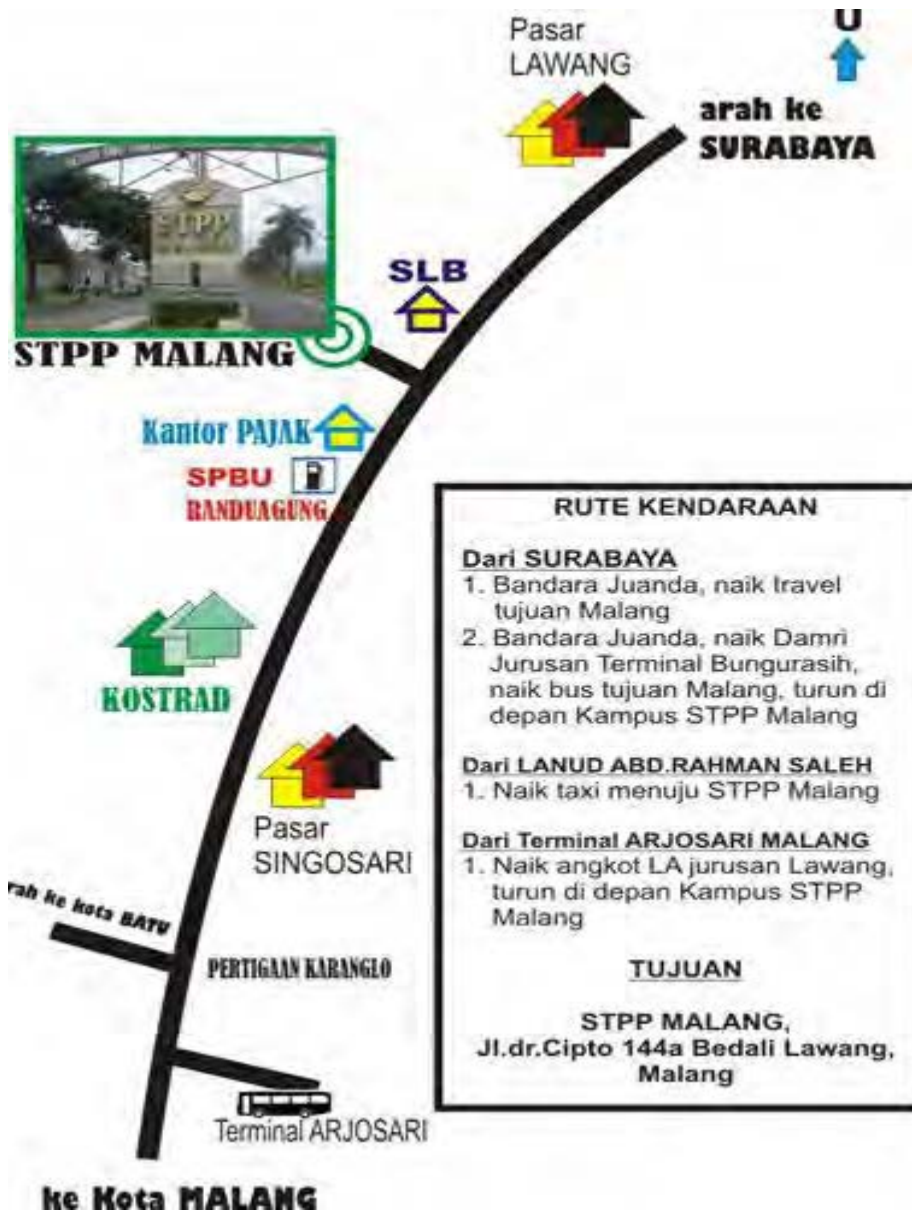 U
Pasar
LAWANG
arah ke
SURABAYA
STPP
SLB
STPP MALANG
Kantor PAJAK
SPBU
RANDUAGUNG
KOSTRAD
Pasar
SINGOSARI
rah ke kota BATU
PERTIGAAN KARANGLO
Terminal ARJOSARI
ke Kota MALANG
RUTE KENDARAAN
Dari SURABAYA
1. Bandara Juanda, naik travel
tujuan Malang
2. Bandara Juanda, naik Damri
Jurusan Terminal Bungurasih,
naik bus tujuan Malang, turun di
depan Kampus STPP Malang
Dari LANUD ABD.RAHMAN SALEH
1. Naik taxi menuju STPP Malang
Dari Terminal ARJOSARI MALANG
1. Naik angkot LA jurusan Lawang,
turun di depan Kampus STPP
Malang
TUJUAN
STPP MALANG,
Jl.dr.Cipto 144a Bedali Lawang,
Malang